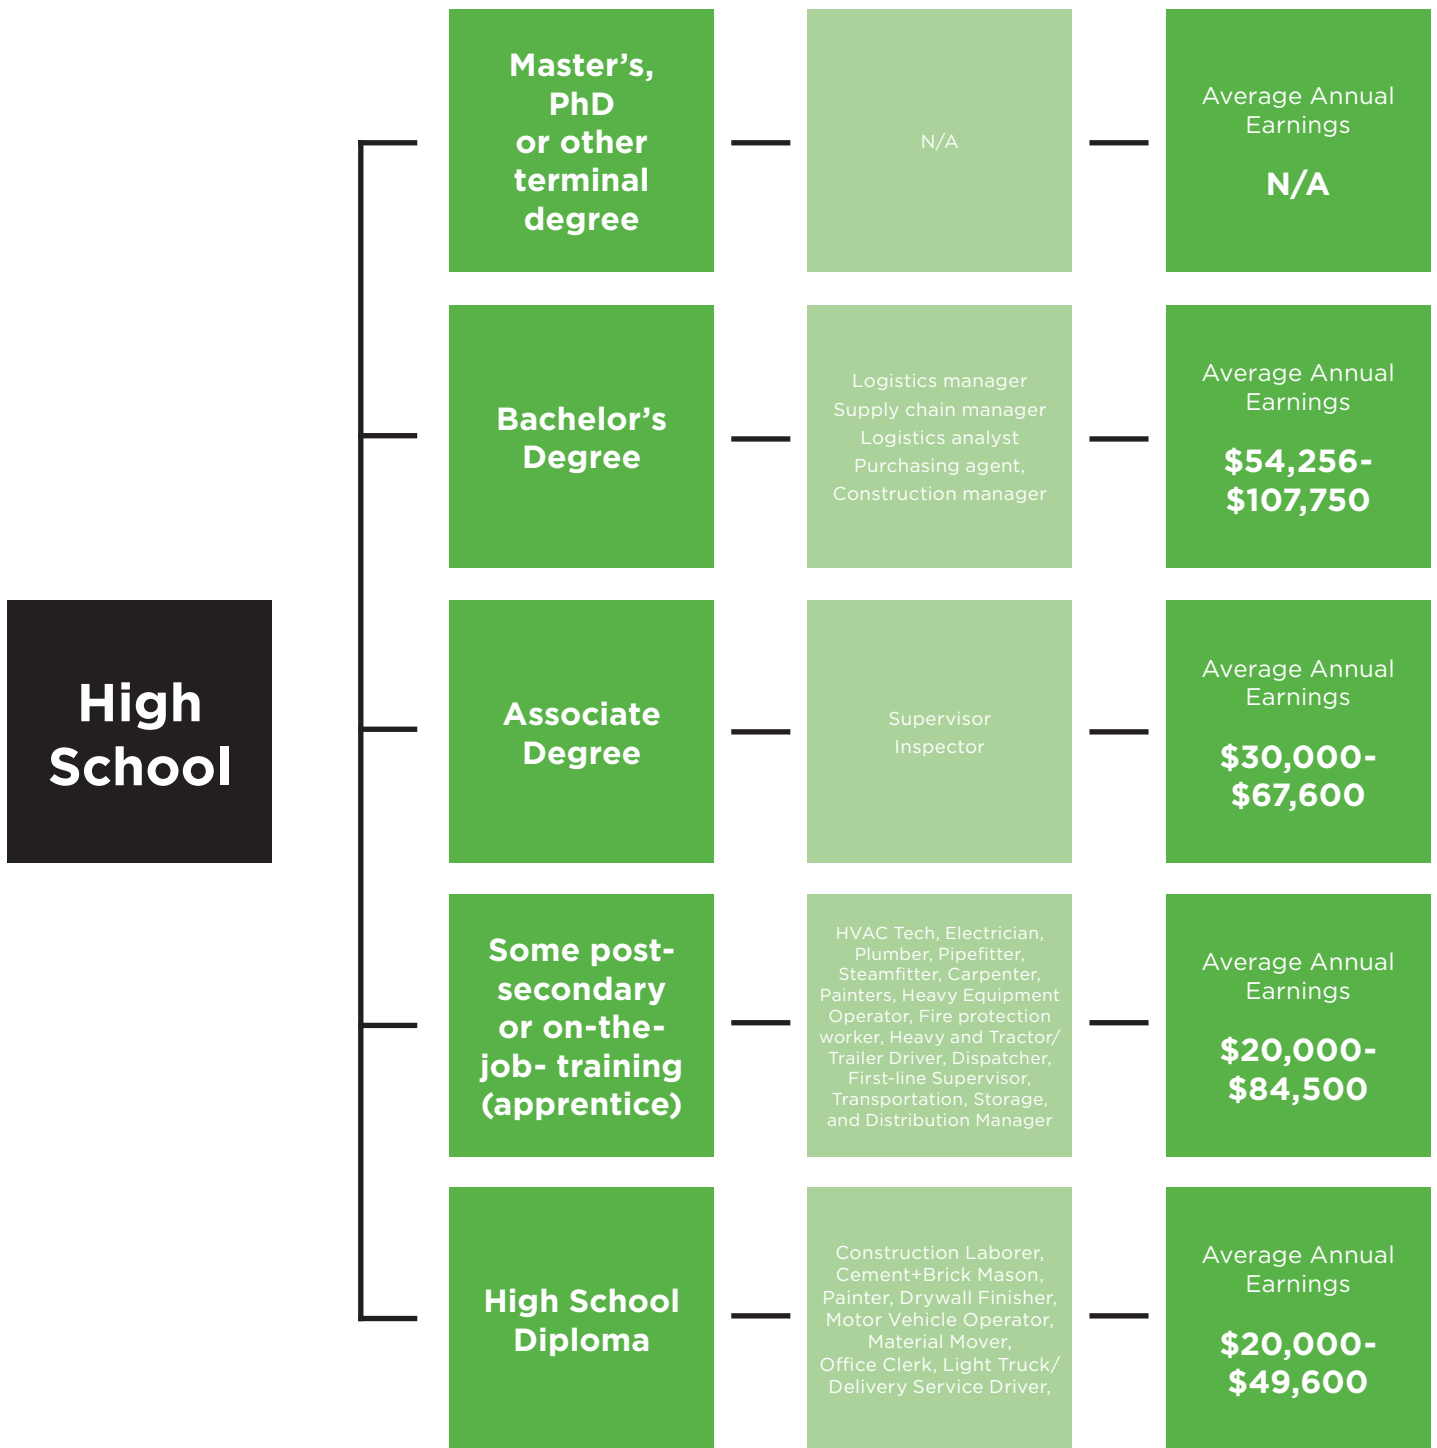 High
School
Master’s,
PhD
or other
terminal
degree
N/A
Average Annual
Earnings
N/A
Bachelor’s
Degree
Logistics manager
Supply chain manager
Logistics analyst
Purchasing agent,
Construction manager
Average Annual
Earnings
$54,256-
$107,750
Associate
Degree
Supervisor
Inspector
Average Annual
Earnings
$30,000-
$67,600
Some post-
secondary
or on-the-
job- training
(apprentice)
HVAC Tech, Electrician,
Plumber, Pipefitter,
Steamfitter, Carpenter,
Painters, Heavy Equipment
Operator, Fire protection
worker, Heavy and Tractor/
Trailer Driver, Dispatcher,
First-line Supervisor,
Transportation, Storage,
and Distribution Manager
Average Annual
Earnings
$20,000-
$84,500
High School
Diploma
Construction Laborer,
Cement+Brick Mason,
Painter, Drywall Finisher,
Motor Vehicle Operator,
Material Mover,
Office Clerk, Light Truck/
Delivery Service Driver,
Average Annual
Earnings
$20,000-
$49,600